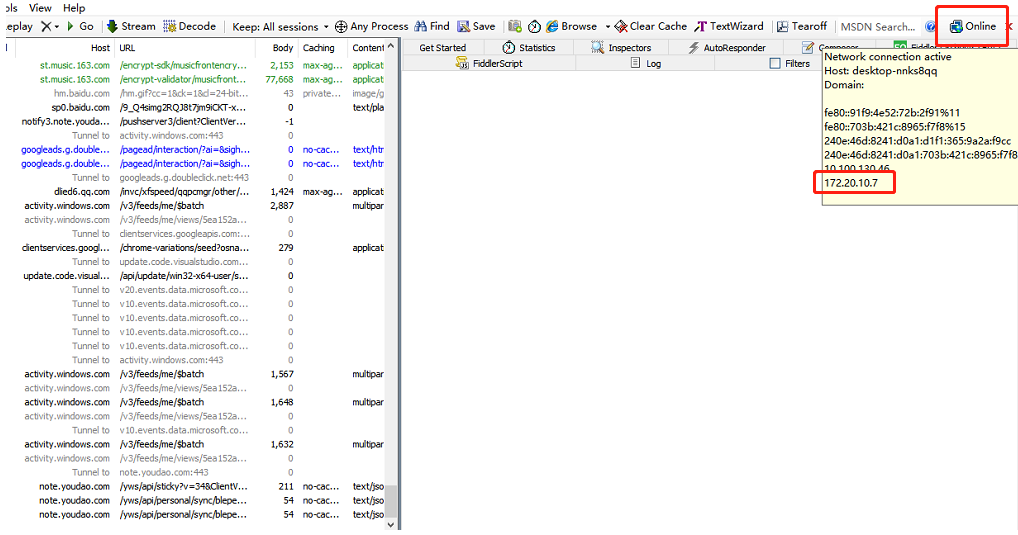 ols View Help
eplay X Go Stream Decode Keep: All sessions Any Process Find Save Browse Clear Cache TextWizard Tearoff MSDN Search... Online
Host URL Body Caching Content
st.music.163.com /encrypt-sdk/musicfrontencry... 2,153 max-ag... applicat
st.music.163.com /encrypt-validator/musicfront... 77,668 max-ag... applicat
hm.baidu.com /hm.gif?cc=1&ck=1&cl=24-bit... 43 private... image/g
sp0.baidu.com /9_Q4simg2RQJ8t7jm9iCKT-x... 0 text/pla
notify3.note.youda... /pushserver3/client?ClientVer... -1
Tunnel to activity.windows.com:443 0
googleads.g.double... /pagead/interaction/?ai=&sigh... 0 no-cac... text/htr
googleads.g.double... /pagead/interaction/?ai=&sigh... 0 no-cac... text/htr
Tunnel to googleads.g.doubleclick.net:443 0
dlied6.qq.com /invc/xfspeed/qqpcmgr/other/... 1,424 max-ag... applicat
activity.windows.com /v3/feeds/me/$batch 2,887 multipar
activity.windows.com /v3/feeds/me/views/5ea152a... 0
Tunnel to clientservices.googleapis.com:... 0
clientservices.googl... /chrome-variations/seed?osna... 279 applicat
Tunnel to update.code.visualstudio.com... 0
update.code.visual... /api/update/win32-x64-user/s... 0
Tunnel to v20.events.data.microsoft.co... 0
Tunnel to v10.events.data.microsoft.co... 0
Tunnel to v10.events.data.microsoft.co... 0
Tunnel to v10.events.data.microsoft.co... 0
Tunnel to v10.events.data.microsoft.co... 0
Tunnel to activity.windows.com:443 0
activity.windows.com /v3/feeds/me/$batch 1,567 multipar
activity.windows.com /v3/feeds/me/views/5ea152a... 0
activity.windows.com /v3/feeds/me/$batch 1,648 multipar
activity.windows.com /v3/feeds/me/views/5ea152a... 0
Tunnel to v10.events.data.microsoft.co... 0
activity.windows.com /v3/feeds/me/$batch 1,632 multipar
activity.windows.com /v3/feeds/me/views/5ea152a... 0
Tunnel to note.youdao.com:443 0
note.youdao.com /yws/api/sticky?v=34&ClientV... 211 no-cac... text/jso
note.youdao.com /yws/api/personal/sync/blepe... 54 no-cac... text/jso
note.youdao.com /yws/api/personal/sync/blepe... 54 no-cac... text/jso
Get Started Statistics Inspectors AutoResponder Composer
FiddlerScript Log Filters
Network connection active
Host: desktop-nnks8qq
Domain:
fe80::91f9:4e52:72b:2f91%11
fe80::703b:421c:8965:f7f8%15
240e:46d:8241:d0a1:d1f1:365:9a2a:f9cc
240e:46d:8241:d0a1:703b:421c:8965:f7f8
10.100.130.46
172.20.10.7